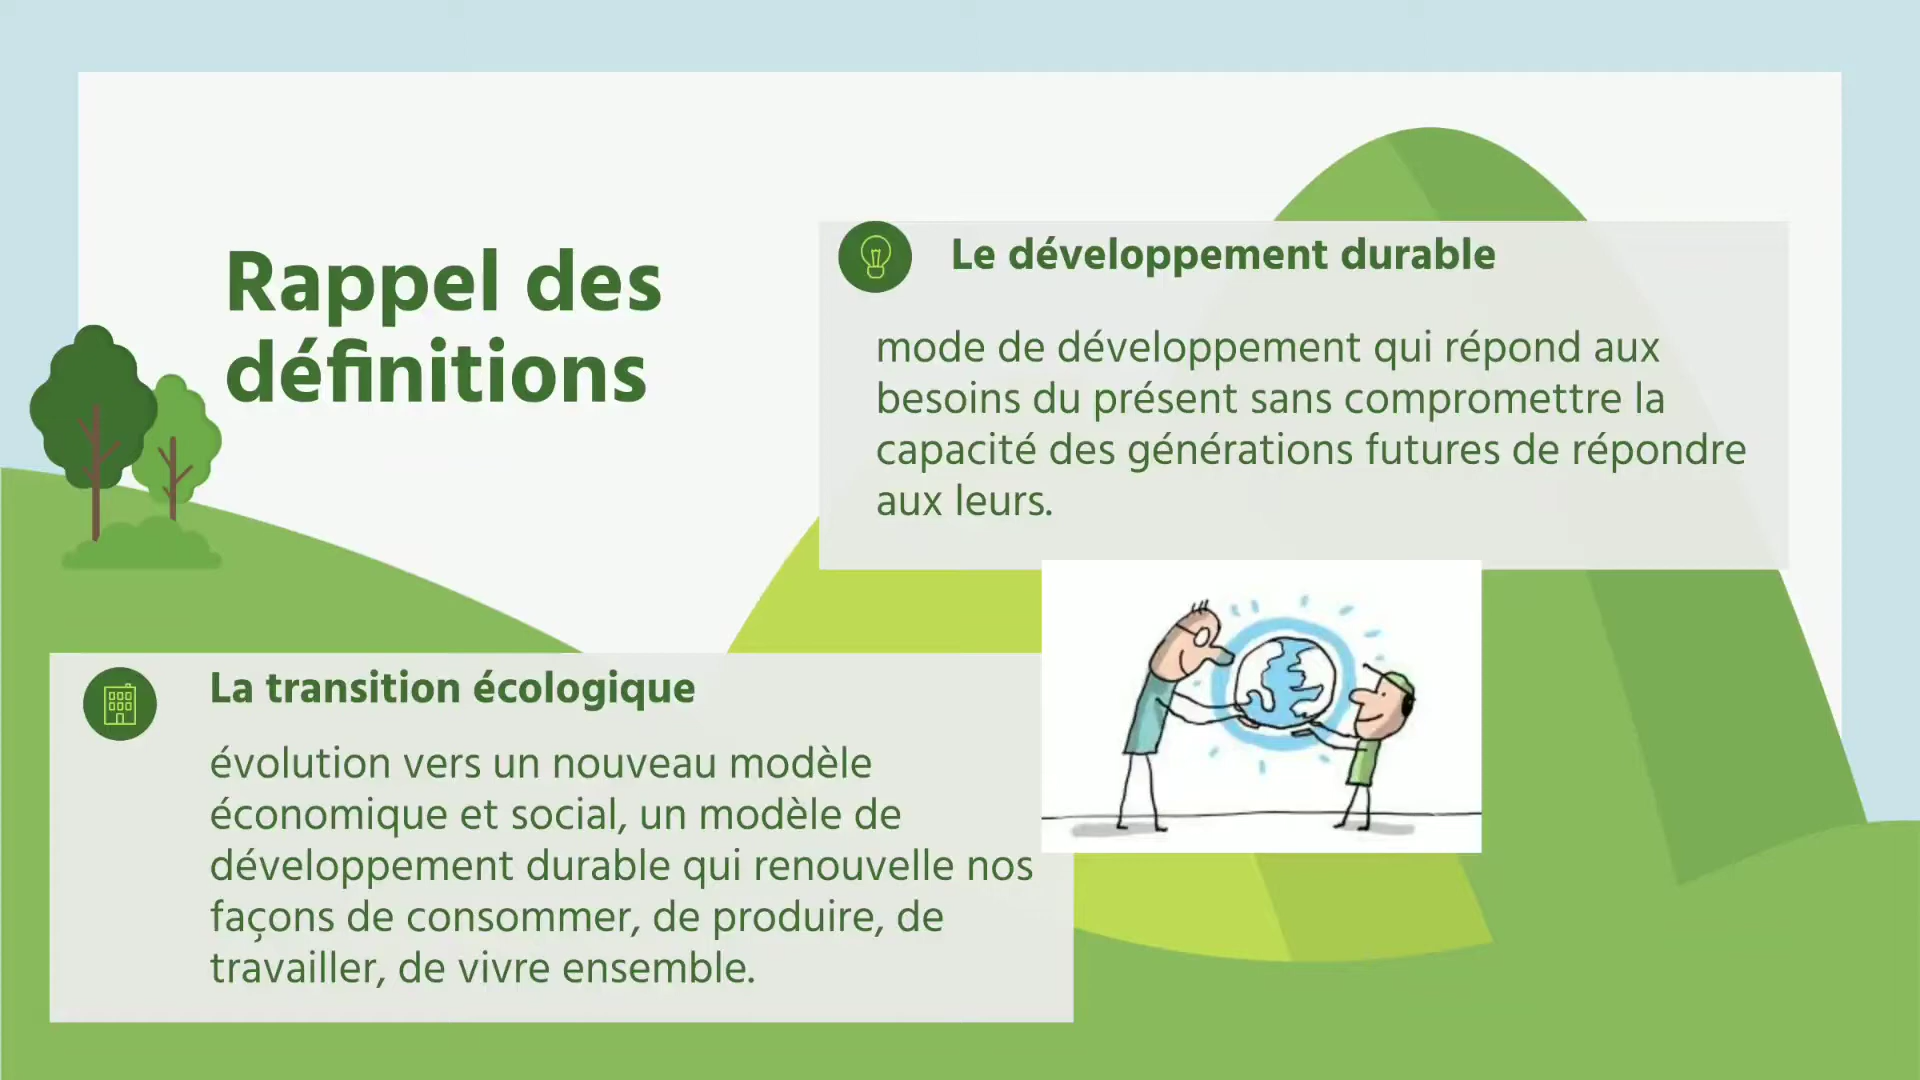 Rappel des
définitions
Le développement durable
mode de développement qui répond aux
besoins du présent sans compromettre la
capacité des générations futures de répondre
aux leurs.
La transition écologique
évolution vers un nouveau modèle
économique et social, un modèle de
développement durable qui renouvelle nos
façons de consommer, de produire, de
travailler, de vivre ensemble.